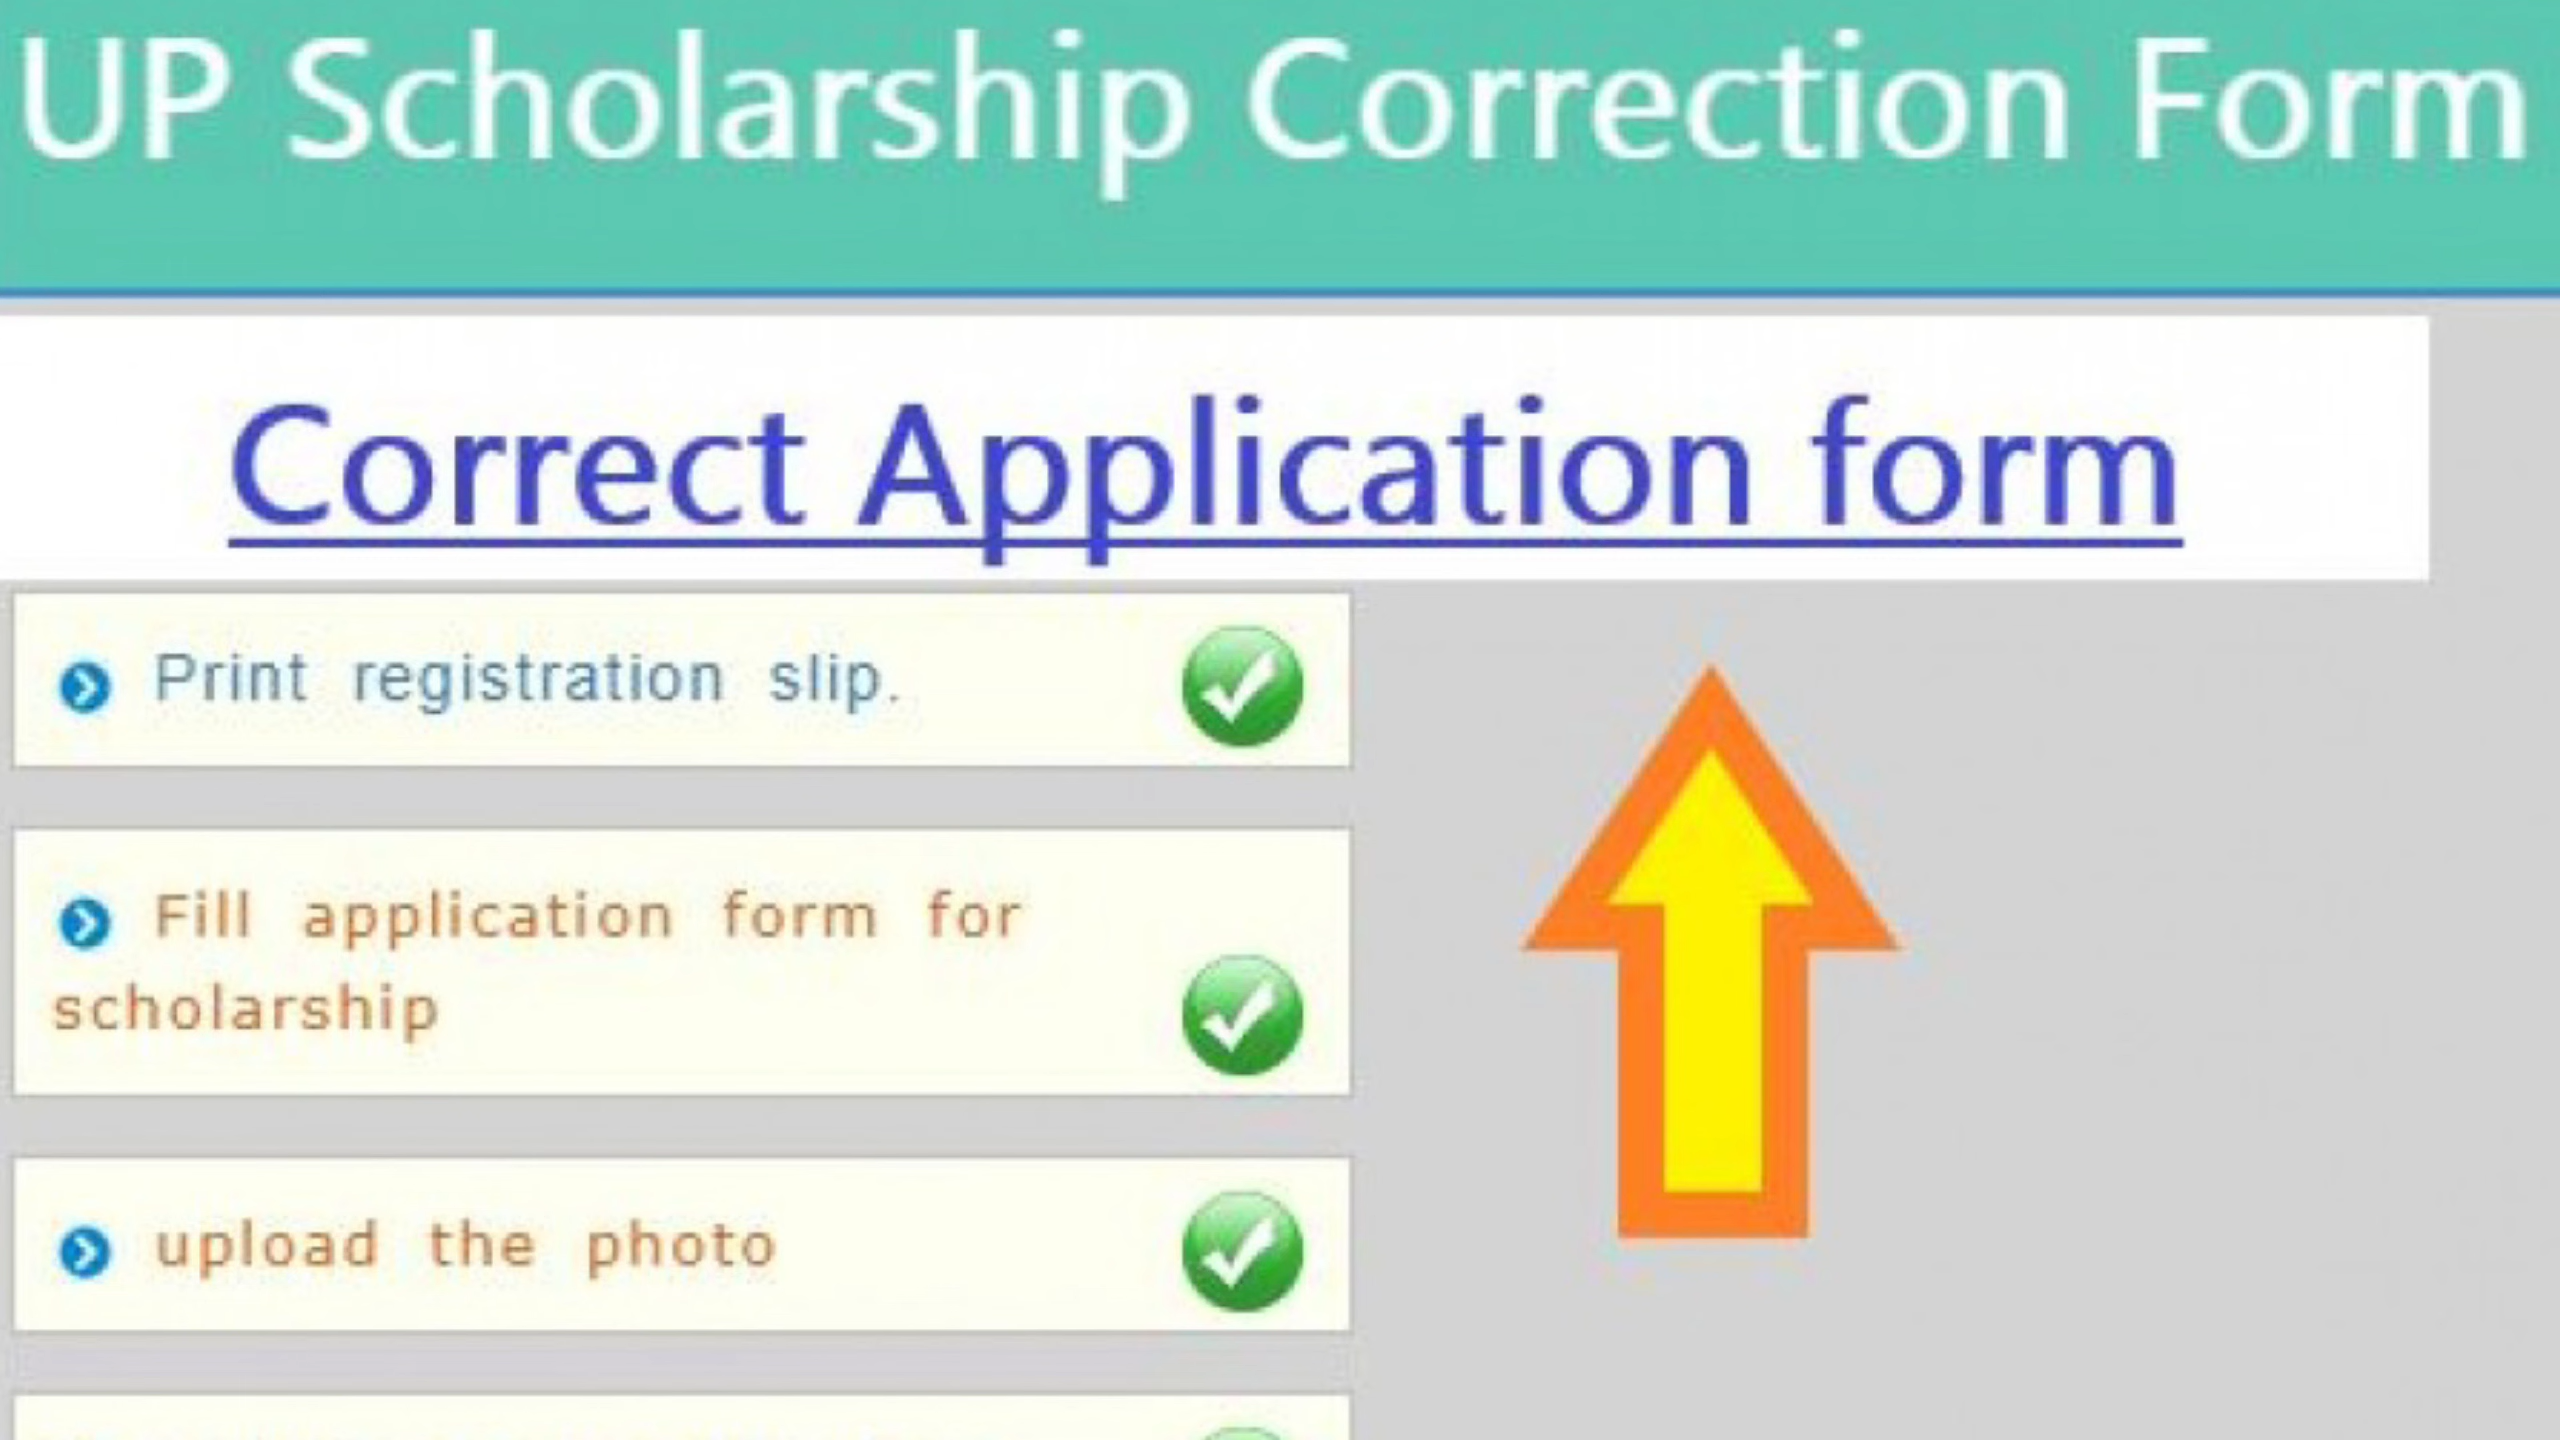 UP Scholarship Correction Form
Correct Application form
Print registration slip.
Fill application form for
scholarship
upload the photo